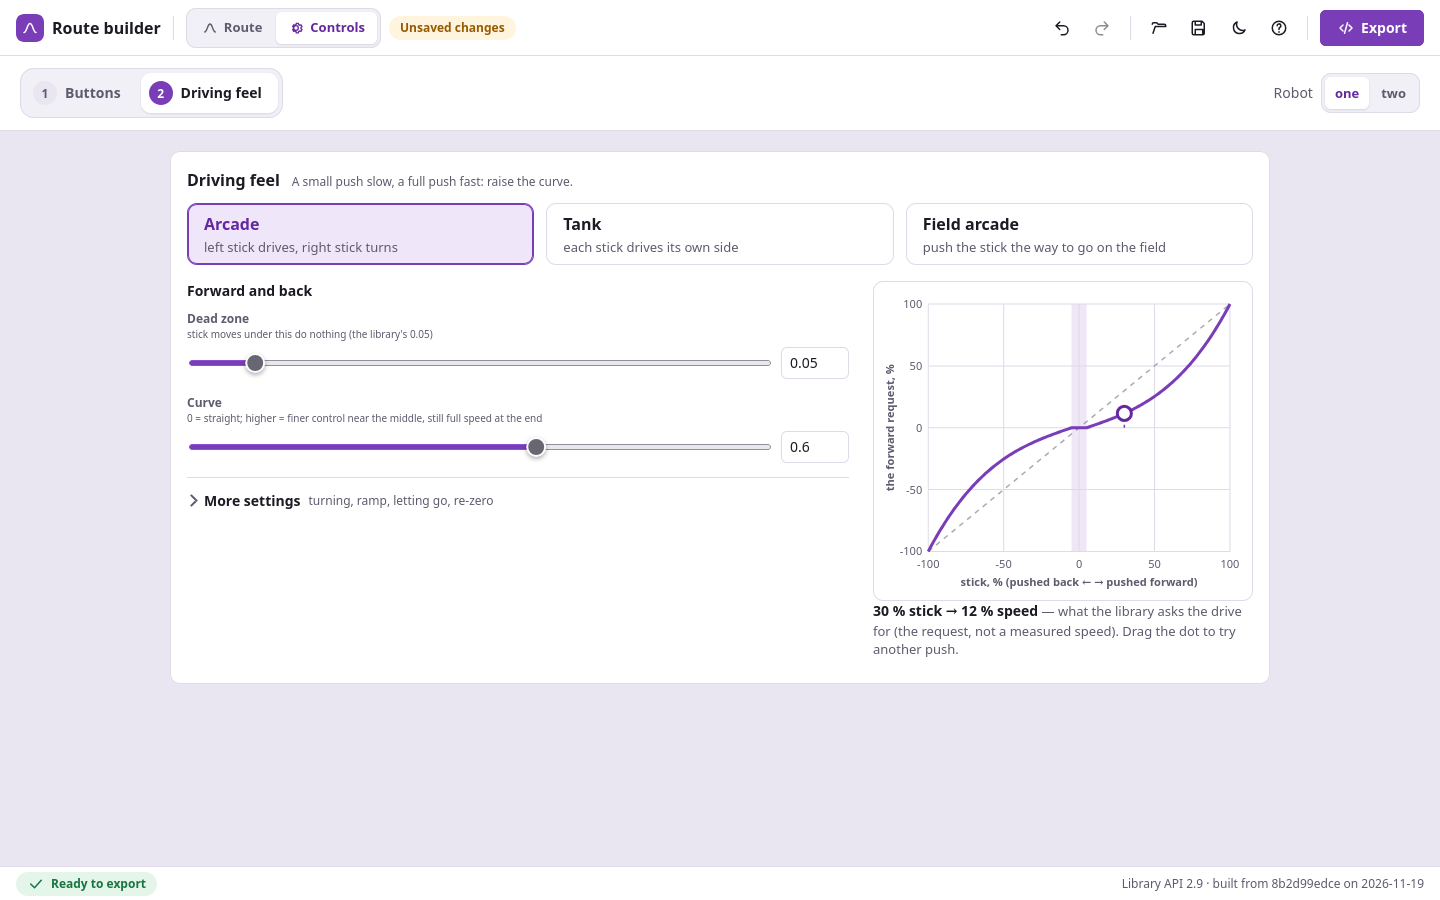 Route builder
Route
Controls
Unsaved changes
Export
1 Buttons
2 Driving feel
Robot one two
Driving feel A small push slow, a full push fast: raise the curve.
Arcade
left stick drives, right stick turns
Tank
each stick drives its own side
Field arcade
push the stick the way to go on the field
Forward and back
Dead zone
stick moves under this do nothing (the library's 0.05)
0.05
Curve
0 = straight; higher = finer control near the middle, still full speed at the end
0.6
More settings turning, ramp, letting go, re-zero
the forward request, %
100
50
0
-50
-100
-100 -50 0 50 100
stick, % (pushed back ← → pushed forward)
30 % stick → 12 % speed — what the library asks the drive
for (the request, not a measured speed). Drag the dot to try
another push.
Ready to export
Library API 2.9 · built from 8b2d99edce on 2026-11-19